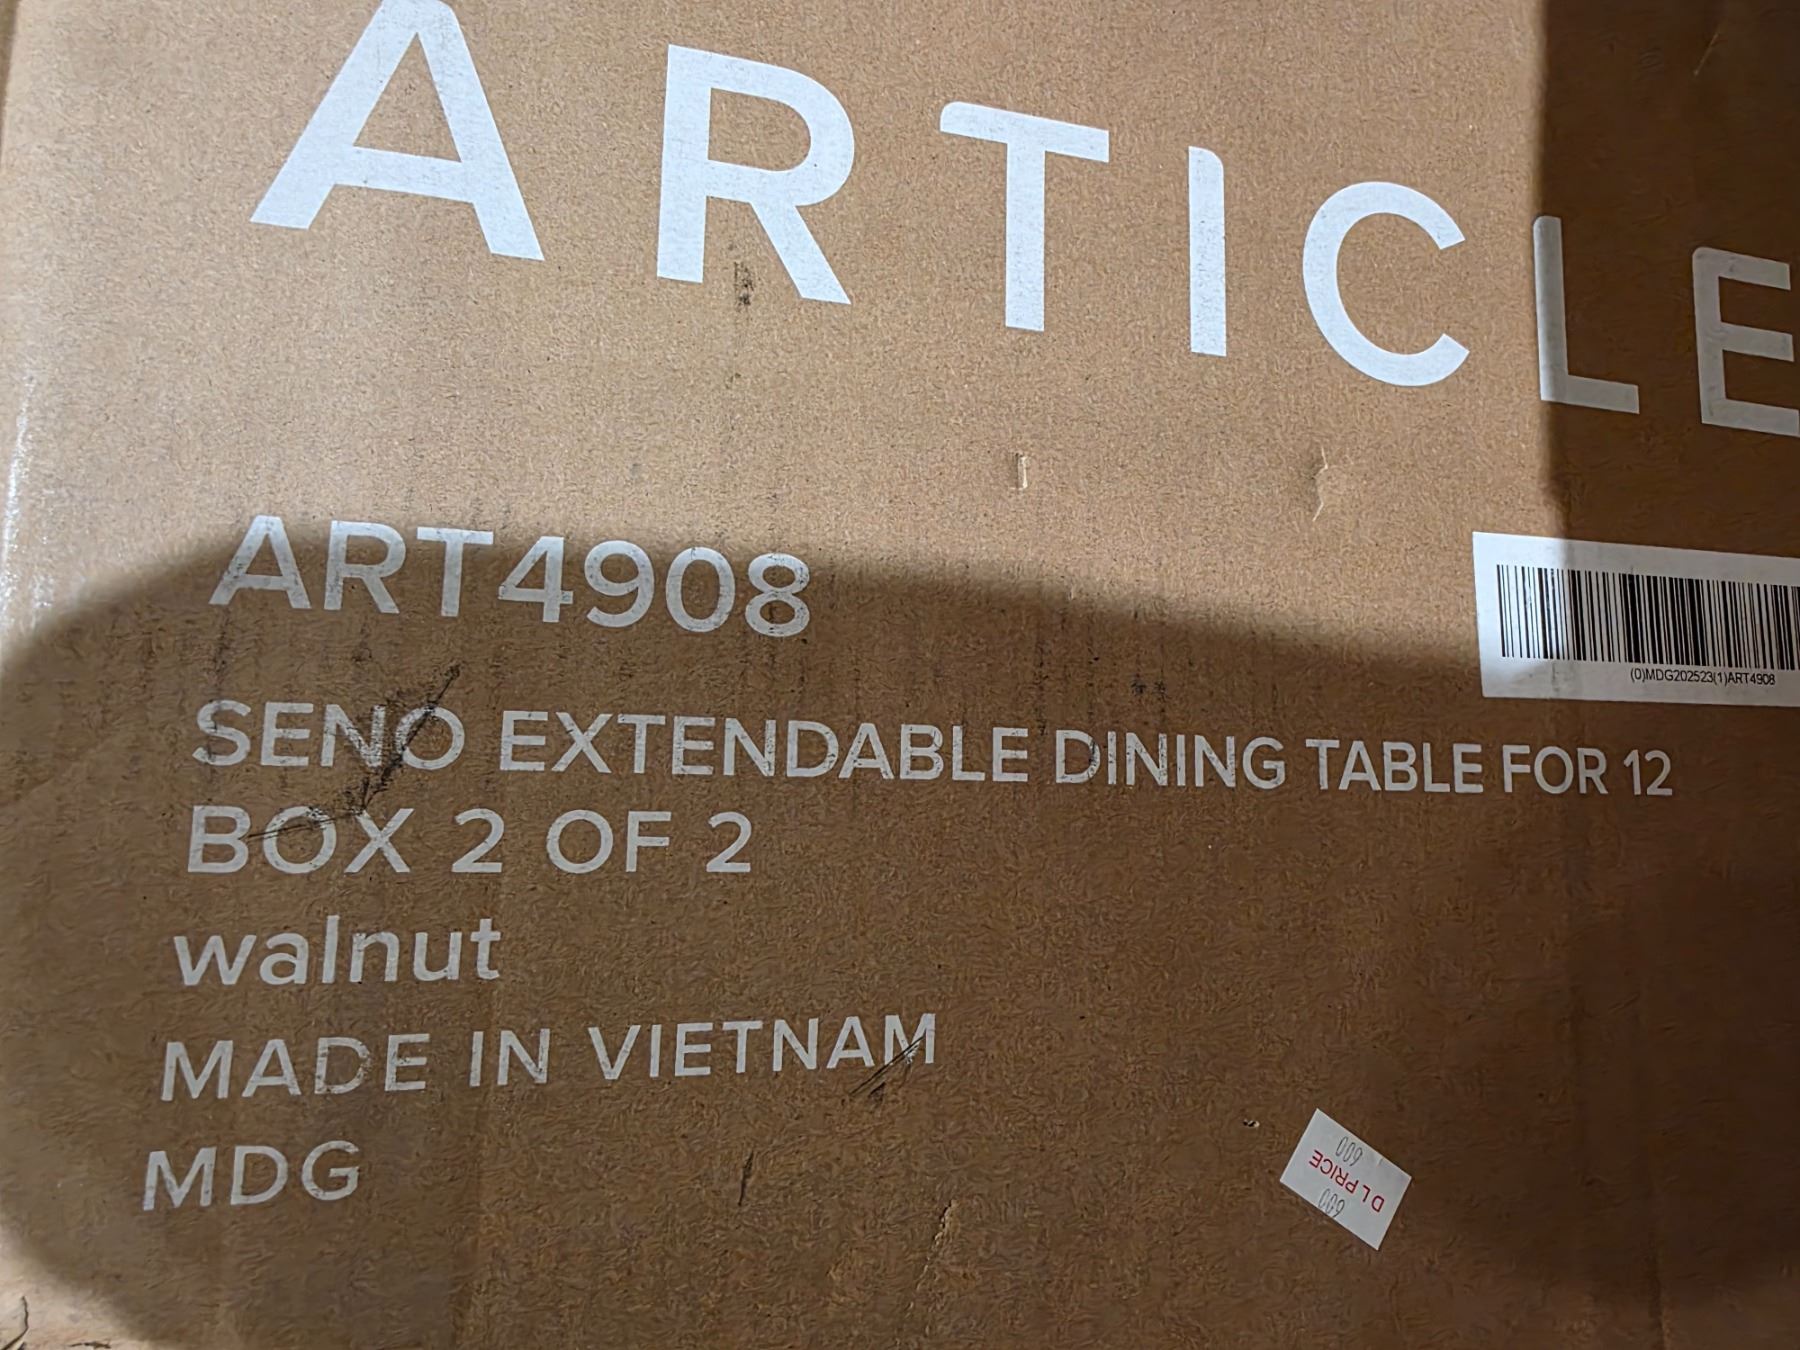 ARTICLE
ART4908
(0)MDG202523(1)ART4908
SENO EXTENDABLE DINING TABLE FOR 12
BOX 2 OF 2
walnut
MADE IN VIETNAM
MDG
600
D L PRICE
600